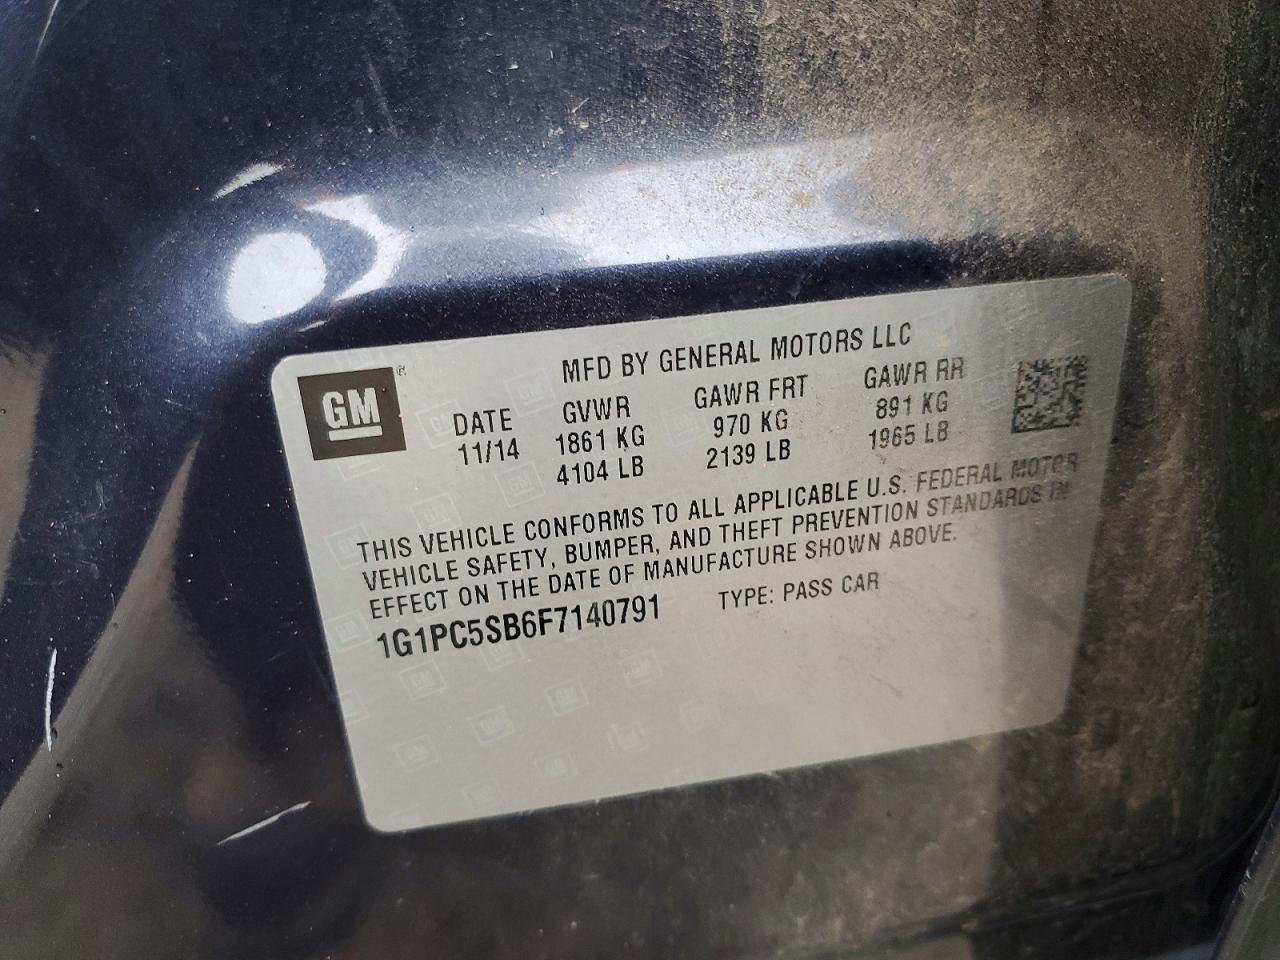 GM®
MFD BY GENERAL MOTORS LLC
DATE GVWR GAWR FRT GAWR RR
11/14 1861 KG 970 KG 891 KG
4104 LB 2139 LB 1965 LB
THIS VEHICLE CONFORMS TO ALL APPLICABLE U.S. FEDERAL MOTOR
VEHICLE SAFETY, BUMPER, AND THEFT PREVENTION STANDARDS IN
EFFECT ON THE DATE OF MANUFACTURE SHOWN ABOVE.
1G1PC5SB6F7140791 TYPE: PASS CAR